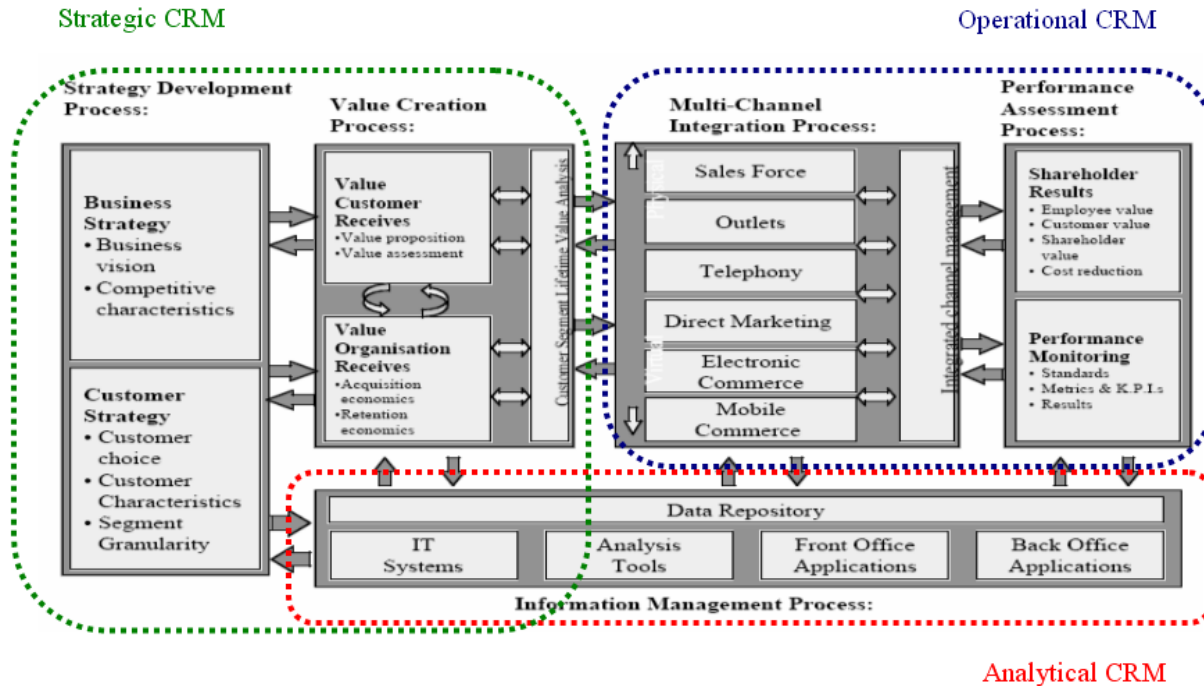 Strategic CRM
Operational CRM
Strategy Development
Process:
Value Creation
Process:
Multi-Channel
Integration Process:
Performance
Assessment
Process:
Business
Strategy
• Business
vision
• Competitive
characteristics
Customer
Strategy
• Customer
choice
• Customer
Characteristics
• Segment
Granularity
Value
Customer
Receives
•Value proposition
•Value assessment
Value
Organisation
Receives
•Acquisition
economics
•Retention
economics
Customer Segment Lifetime Value Analysis
Physical
Virtual
Sales Force
Outlets
Telephony
Direct Marketing
Electronic
Commerce
Mobile
Commerce
Integrated channel management
Shareholder
Results
• Employee value
• Customer value
• Shareholder
value
• Cost reduction
Performance
Monitoring
• Standards
• Metrics & K.P.I.s
• Results
Data Repository
IT
Systems
Analysis
Tools
Front Office
Applications
Back Office
Applications
Information Management Process:
Analytical CRM